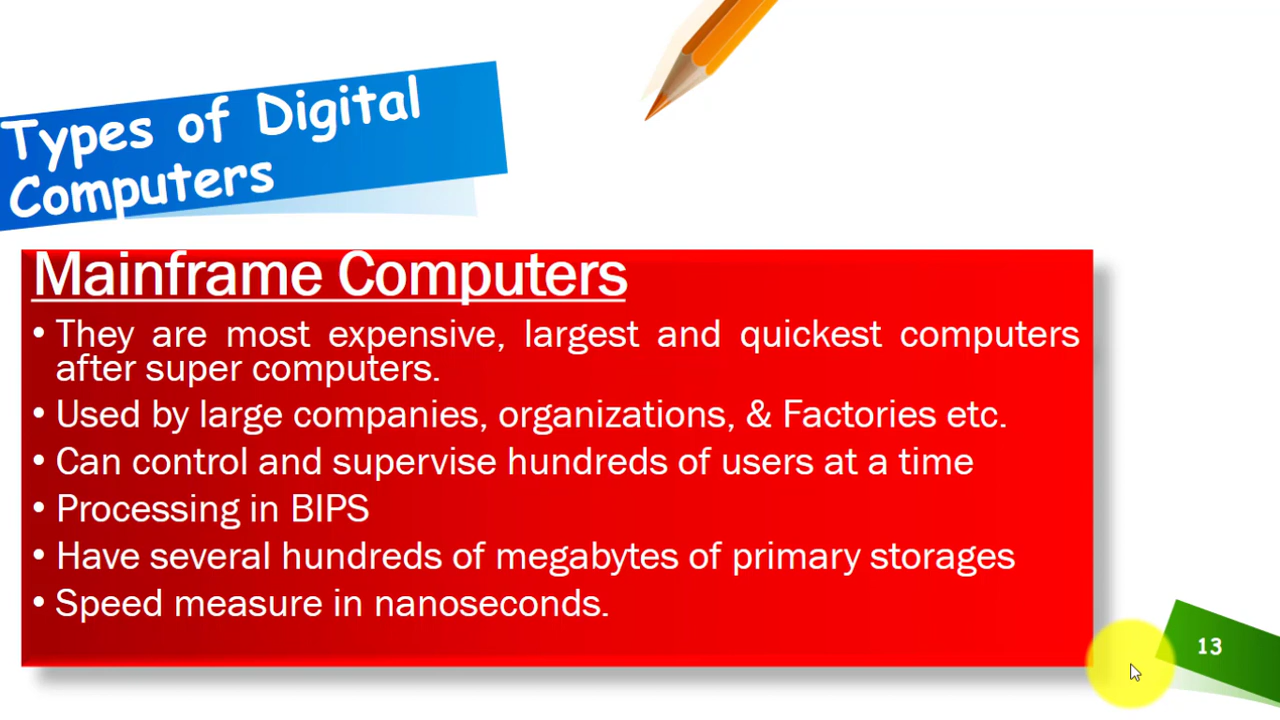 Types of Digital
Computers
Mainframe Computers
• They are most expensive, largest and quickest computers
after super computers.
• Used by large companies, organizations, & Factories etc.
• Can control and supervise hundreds of users at a time
• Processing in BIPS
• Have several hundreds of megabytes of primary storages
• Speed measure in nanoseconds.
13